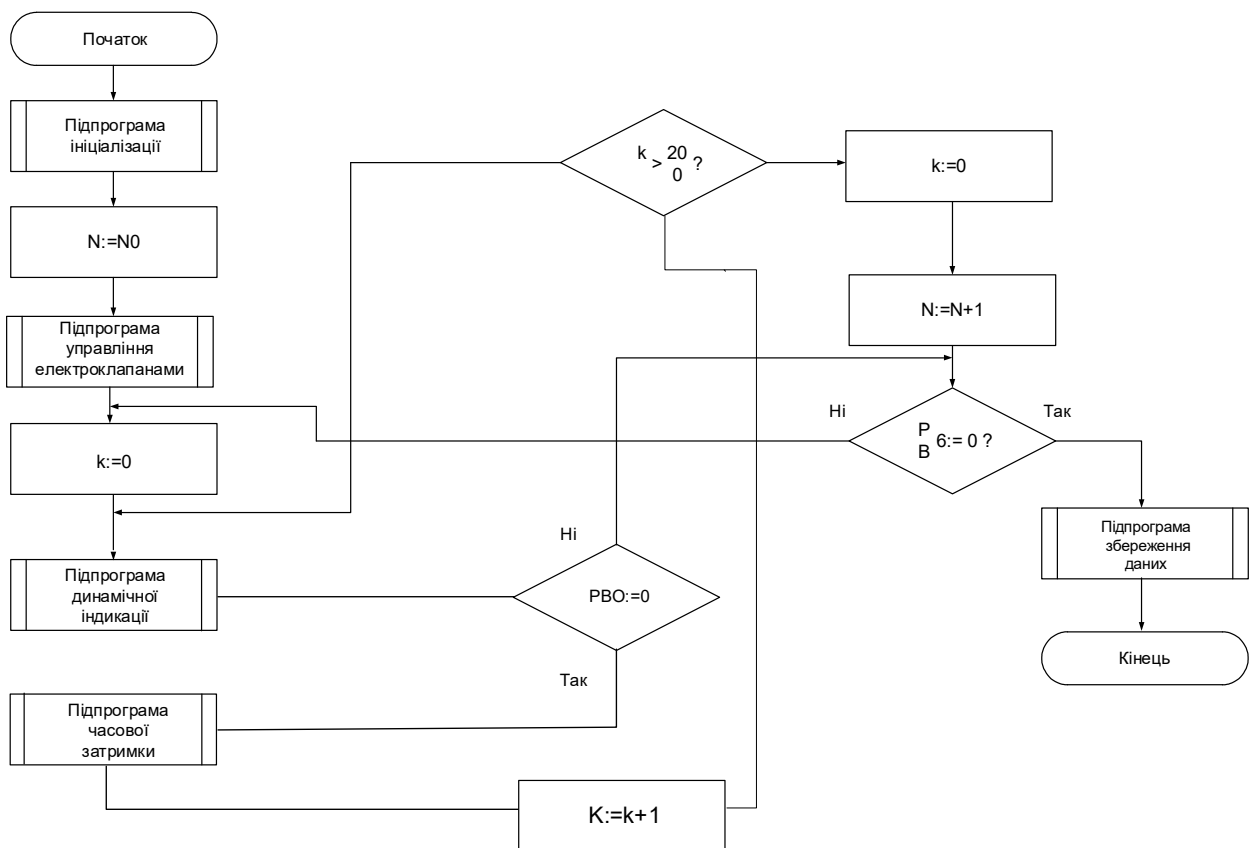 Початок
Підпрограма
ініціалізації
N:=N0
Підпрограма
управління
електроклапанами
k:=0
Підпрограма
динамічної
індикації
Підпрограма
часової
затримки
K:=k+1
PBO:=0
Ні
Так
k > 20 ?
0
k:=0
N:=N+1
P
B 6:= 0 ?
Ні
Так
Підпрограма
збереження
даних
Кінець